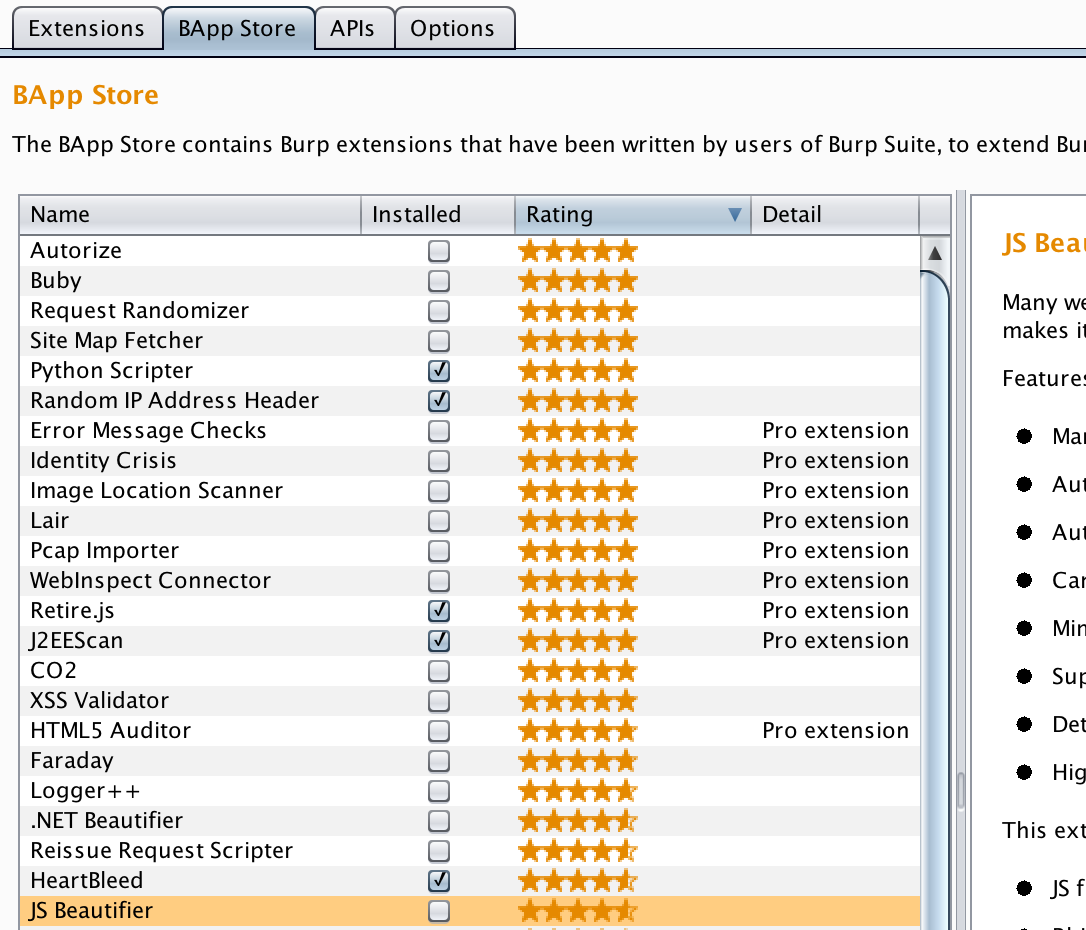 Extensions BApp Store APIs Options
BApp Store
The BApp Store contains Burp extensions that have been written by users of Burp Suite, to extend Bur
Name Installed Rating Detail
Autorize
Buby
Request Randomizer
Site Map Fetcher
Python Scripter
Random IP Address Header
Error Message Checks Pro extension
Identity Crisis Pro extension
Image Location Scanner Pro extension
Lair Pro extension
Pcap Importer Pro extension
WebInspect Connector Pro extension
Retire.js Pro extension
J2EEScan Pro extension
CO2
XSS Validator
HTML5 Auditor Pro extension
Faraday
Logger++
.NET Beautifier
Reissue Request Scripter
HeartBleed
JS Beautifier
JS Beau
Many we
makes it
Features
Mar
Aut
Aut
Car
Min
Sup
Det
Hig
This ext
JS f